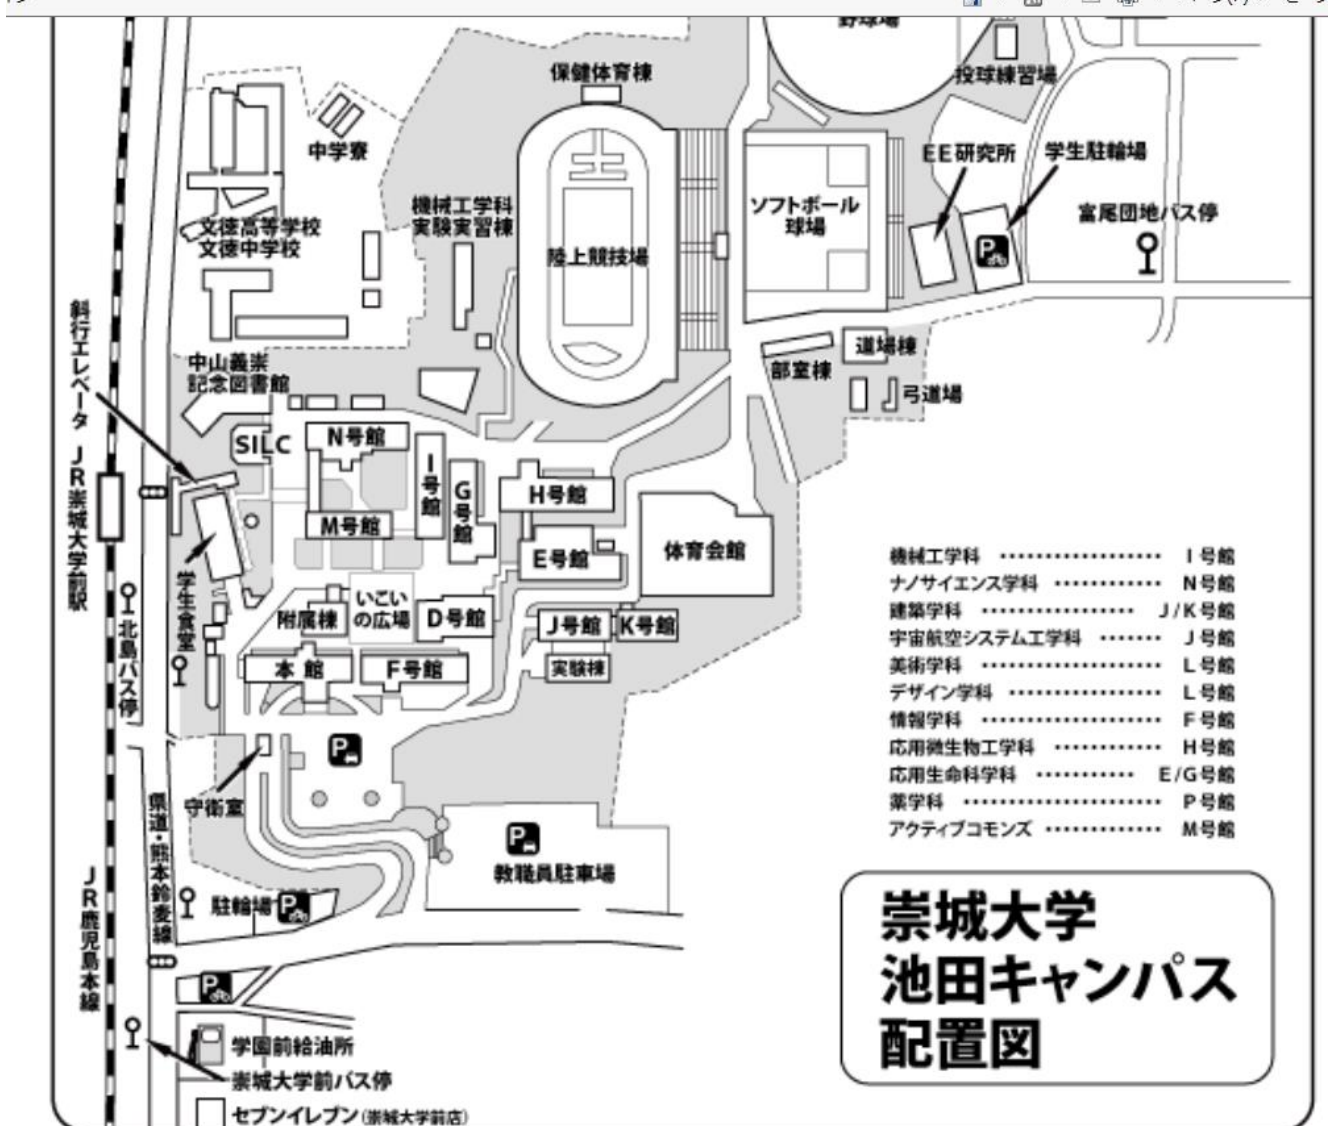 野球場
保健体育棟
投球練習場
中学寮
EE研究所
学生駐輪場
機械工学科
実験実習棟
ソフトボール
球場
富尾団地バス停
文徳高等学校
文徳中学校
陸上競技場
P
斜行エレベータ
中山義崇
記念図書館
道場棟
部室棟
弓道場
SILC
N号館
I号館
G号館
H号館
JR崇城大学前駅
M号館
E号館
体育会館
学生食堂
いこい
の広場
附属棟
D号館
J号館
K号館
北島バス停
本館
F号館
実験棟
機械工学科 ・・・・・・・・・・・・・・・・・・ I号館
ナノサイエンス学科 ・・・・・・・・・・・・ N号館
建築学科 ・・・・・・・・・・・・・・・・・ J/K号館
宇宙航空システム工学科 ・・・・・・・ J号館
美術学科 ・・・・・・・・・・・・・・・・・・・・ L号館
デザイン学科 ・・・・・・・・・・・・・・・・・ L号館
情報学科 ・・・・・・・・・・・・・・・・・・・・ F号館
応用微生物工学科 ・・・・・・・・・・・・ H号館
応用生命科学科 ・・・・・・・・・・・ E/G号館
薬学科 ・・・・・・・・・・・・・・・・・・・・・・ P号館
アクティブコモンズ ・・・・・・・・・・・・・ M号館
P
守衛室
県道・熊本鈴麦線
P
教職員駐車場
JR鹿児島本線
駐輪場
P
P
崇城大学
池田キャンパス
配置図
学園前給油所
崇城大学前バス停
セブンイレブン(崇城大学前店)